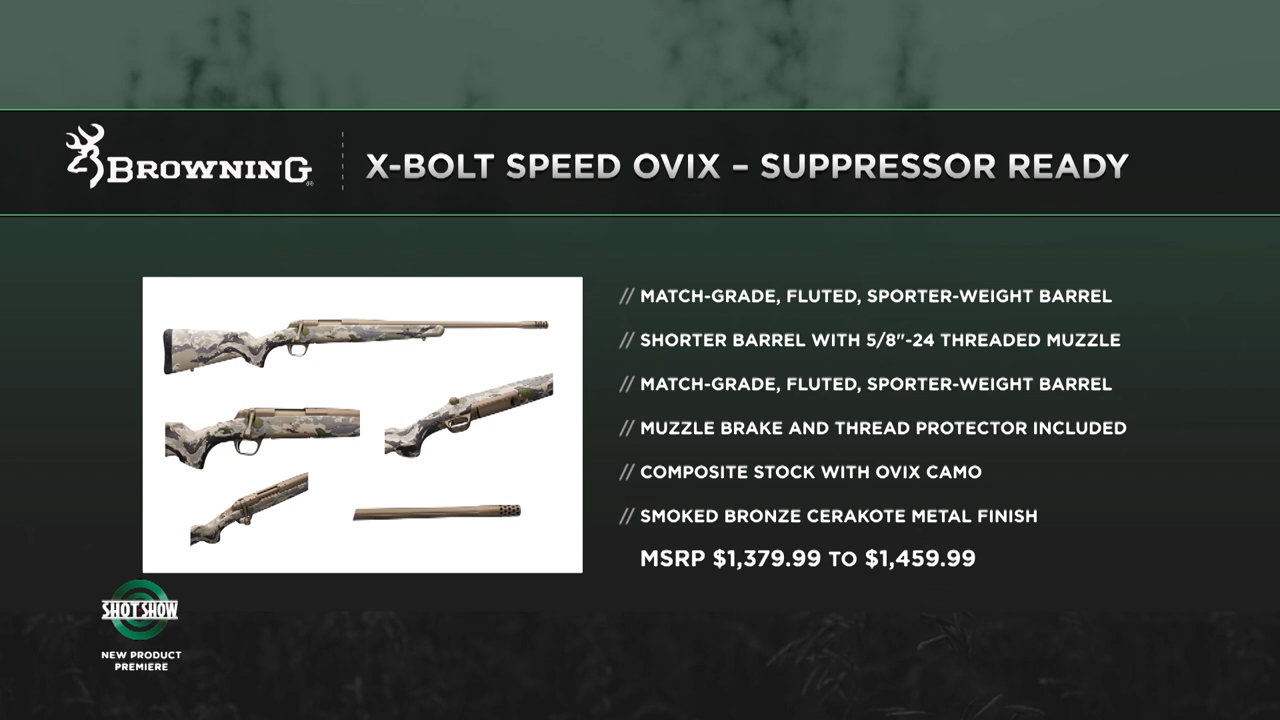 BROWNING
X-BOLT SPEED OVIX – SUPPRESSOR READY
// MATCH-GRADE, FLUTED, SPORTER-WEIGHT BARREL
// SHORTER BARREL WITH 5/8"-24 THREADED MUZZLE
// MATCH-GRADE, FLUTED, SPORTER-WEIGHT BARREL
// MUZZLE BRAKE AND THREAD PROTECTOR INCLUDED
// COMPOSITE STOCK WITH OVIX CAMO
// SMOKED BRONZE CERAKOTE METAL FINISH
MSRP $1,379.99 TO $1,459.99
SHOT SHOW
NEW PRODUCT
PREMIERE